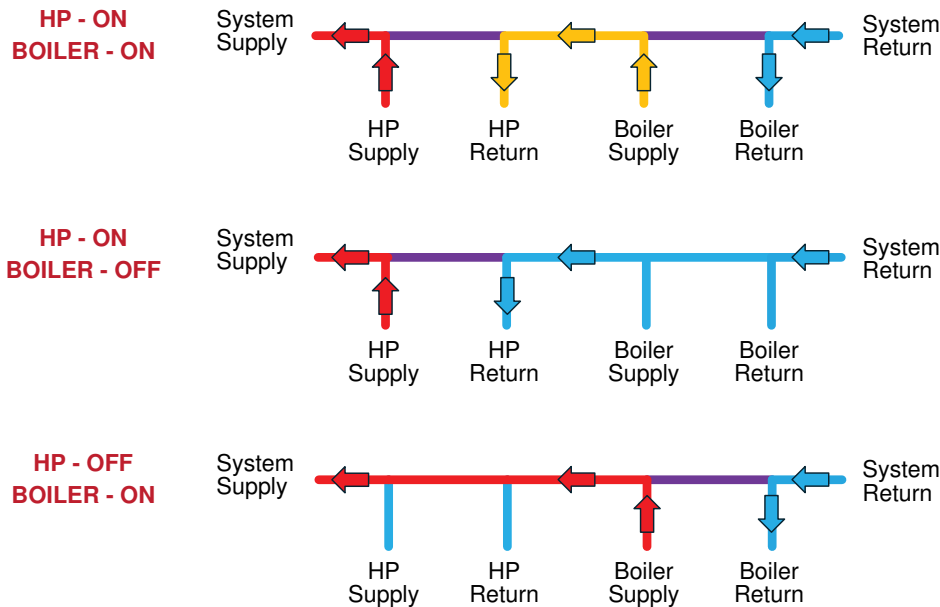 HP - ON
BOILER - ON
System
Supply
System
Return
HP
Supply
HP
Return
Boiler
Supply
Boiler
Return
HP - ON
BOILER - OFF
System
Supply
System
Return
HP
Supply
HP
Return
Boiler
Supply
Boiler
Return
HP - OFF
BOILER - ON
System
Supply
System
Return
HP
Supply
HP
Return
Boiler
Supply
Boiler
Return